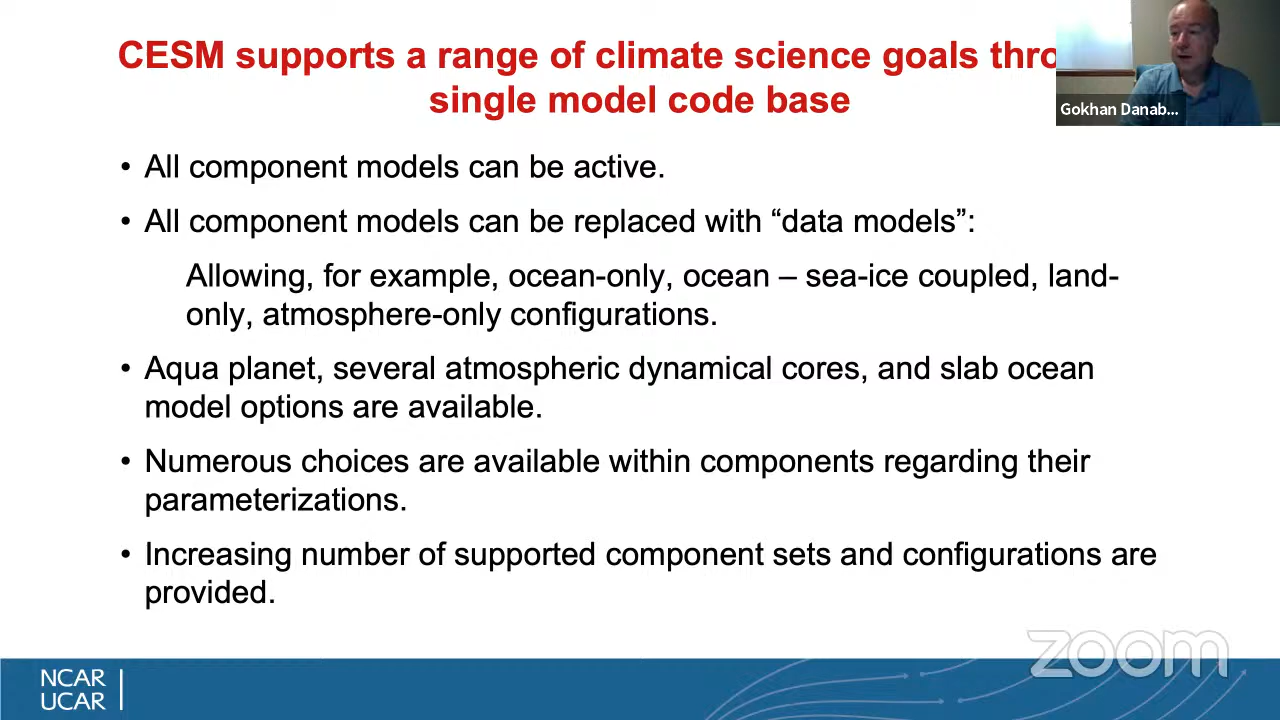 CESM supports a range of climate science goals thro
single model code base
Gokhan Danab...
• All component models can be active.
• All component models can be replaced with “data models”:
Allowing, for example, ocean-only, ocean – sea-ice coupled, land-
only, atmosphere-only configurations.
• Aqua planet, several atmospheric dynamical cores, and slab ocean
model options are available.
• Numerous choices are available within components regarding their
parameterizations.
• Increasing number of supported component sets and configurations are
provided.
zoom
NCAR
UCAR